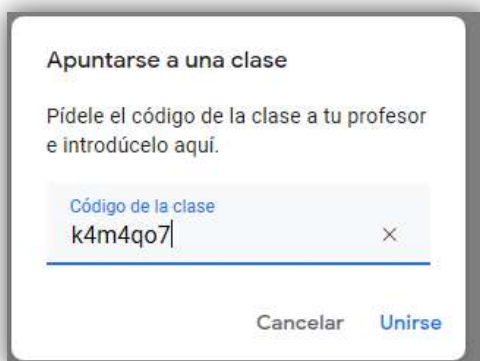 Apuntarse a una clase
Pídele el código de la clase a tu profesor
e introdúcelo aquí.
Código de la clase
k4m4qo7
Cancelar Unirse